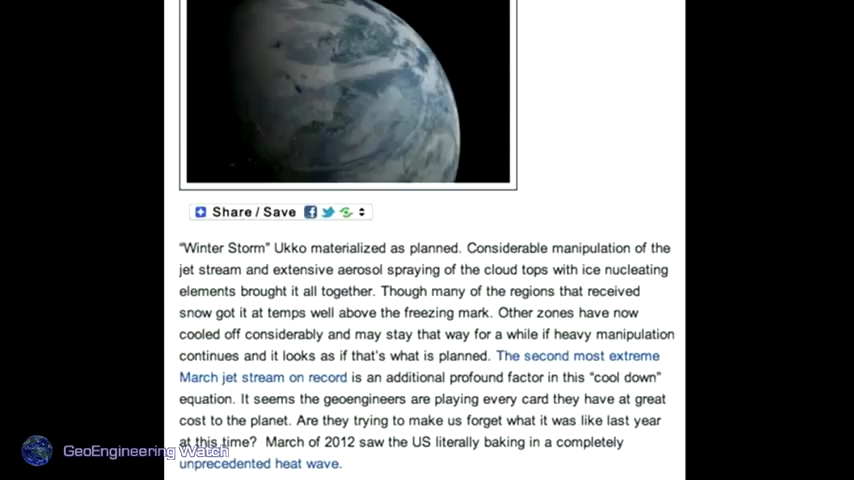 Share / Save
“Winter Storm” Ukko materialized as planned. Considerable manipulation of the
jet stream and extensive aerosol spraying of the cloud tops with ice nucleating
elements brought it all together. Though many of the regions that received
snow got it at temps well above the freezing mark. Other zones have now
cooled off considerably and may stay that way for a while if heavy manipulation
continues and it looks as if that’s what is planned. The second most extreme
March jet stream on record is an additional profound factor in this “cool down”
equation. It seems the geoengineers are playing every card they have at great
cost to the planet. Are they trying to make us forget what it was like last year
at this time? March of 2012 saw the US literally baking in a completely
GeoEngineering Watch
unprecedented heat wave.